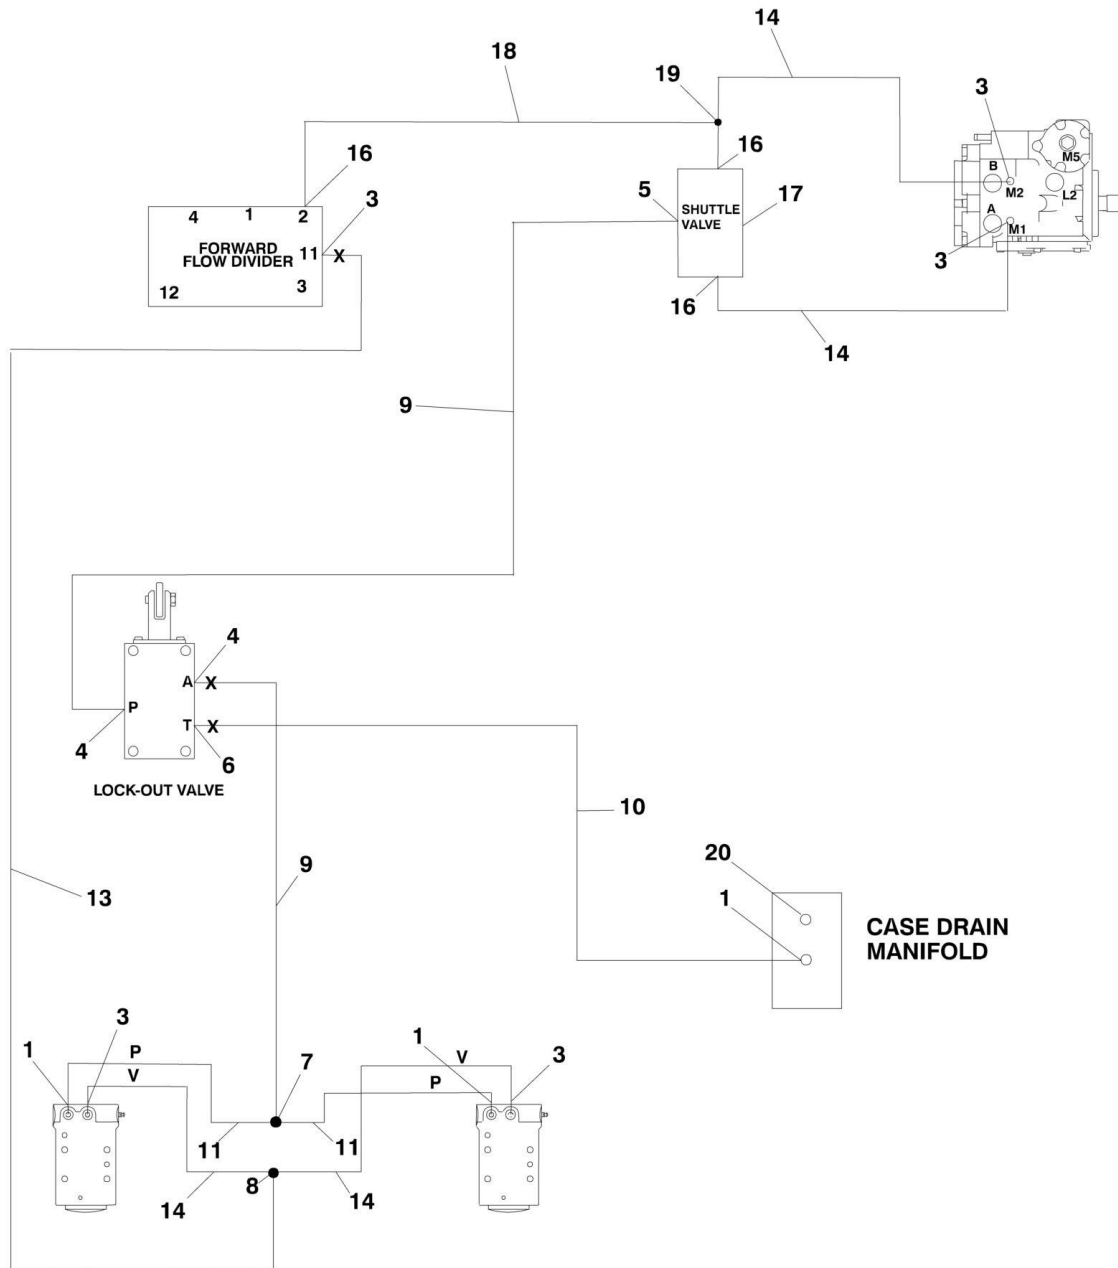 14
18
19
3
16
M5
B
16
3
5
SHUTTLE
VALVE
17
M2
L2
4
1
2
A
FORWARD
FLOW DIVIDER
11
X
M1
3
12
3
16
14
9
4
A
X
P
T
X
4
6
LOCK-OUT VALVE
10
20
9
13
1
CASE DRAIN
MANIFOLD
3
1
1
P
7
V
3
V
P
11
11
8
14
14